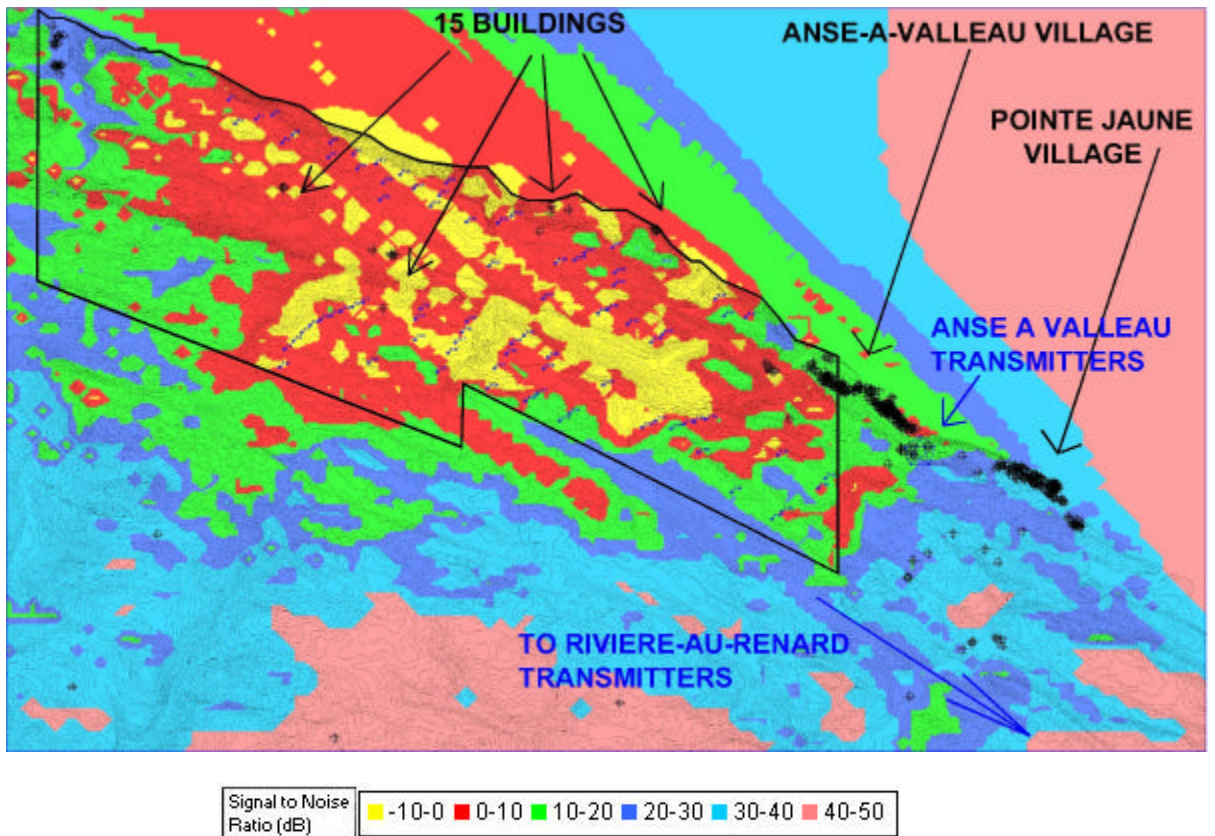 15 BUILDINGS
ANSE-A-VALLEAU VILLAGE
POINTE JAUNE
VILLAGE
ANSE A VALLEAU
TRANSMITTERS
TO RIVIERE-AU-RENARD
TRANSMITTERS
Signal to Noise
Ratio (dB)
-10-0 0-10 10-20 20-30 30-40 40-50